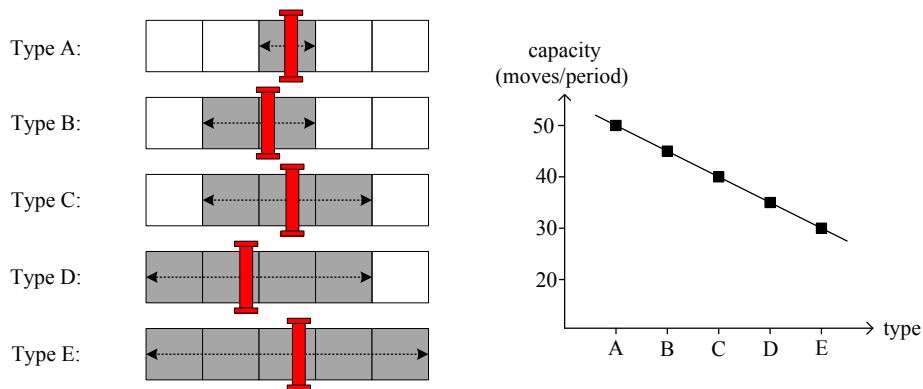 Type A:
Type B:
Type C:
Type D:
Type E:
capacity
(moves/period)
50
40
30
20
A B C D E
type